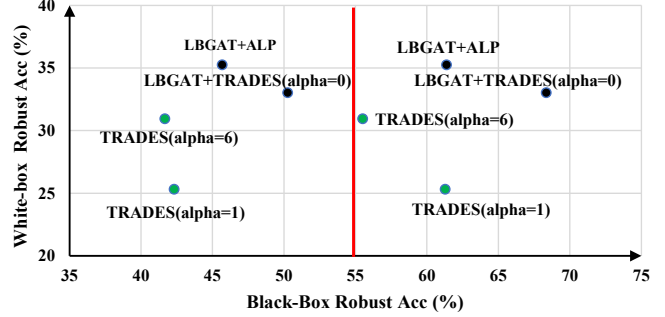 40
35
30
25
20
White-box Robust Acc (%)
LBGAT+ALP
LBGAT+ALP
LBGAT+TRADES(alpha=0)
LBGAT+TRADES(alpha=0)
TRADES(alpha=6)
TRADES(alpha=6)
TRADES(alpha=1)
TRADES(alpha=1)
35 40 45 50 55 60 65 70 75
Black-Box Robust Acc (%)